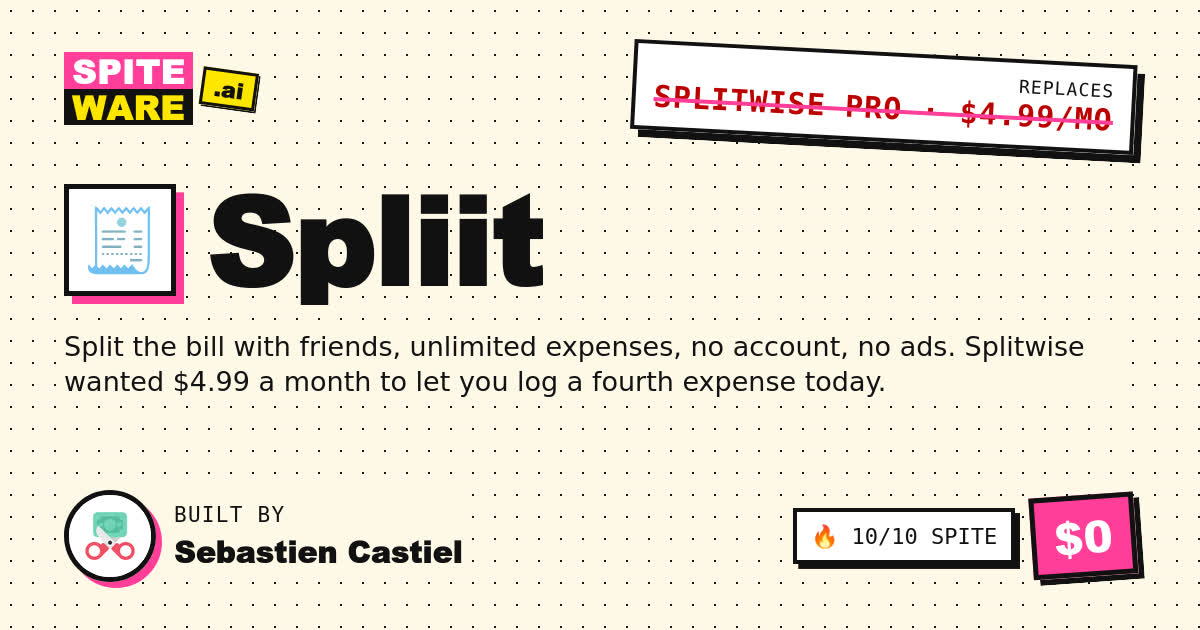 SPITE
WARE
.ai
REPLACES
SPLITWISE PRO · $4.99/MO
Spliit
Split the bill with friends, unlimited expenses, no account, no ads. Splitwise
wanted $4.99 a month to let you log a fourth expense today.
BUILT BY
Sebastien Castiel
🔥 10/10 SPITE
$0